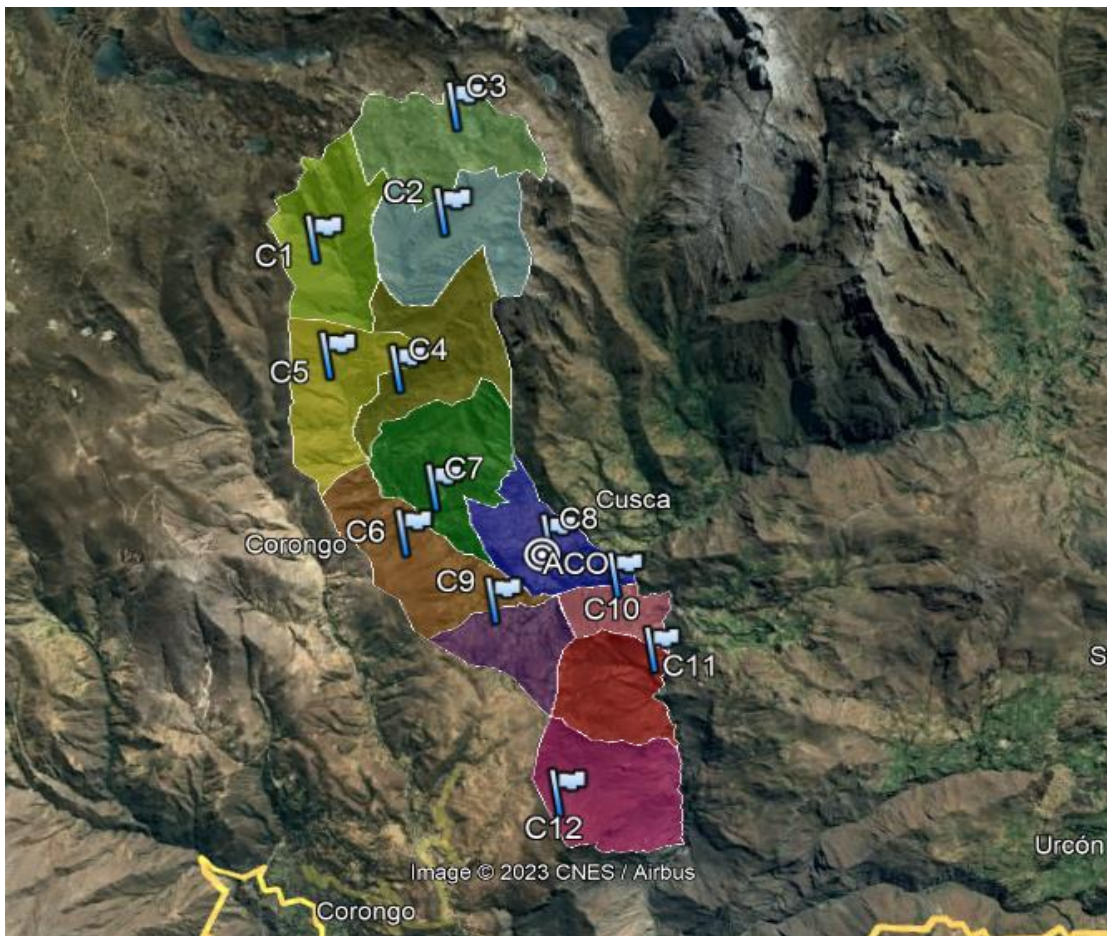 C3
C2
C1
C4
C5
C7
Cusca
C8
C6
Corongo
ACO
C9
C10
C11
S
C12
Urcón
Image © 2023 CNES / Airbus
Corongo